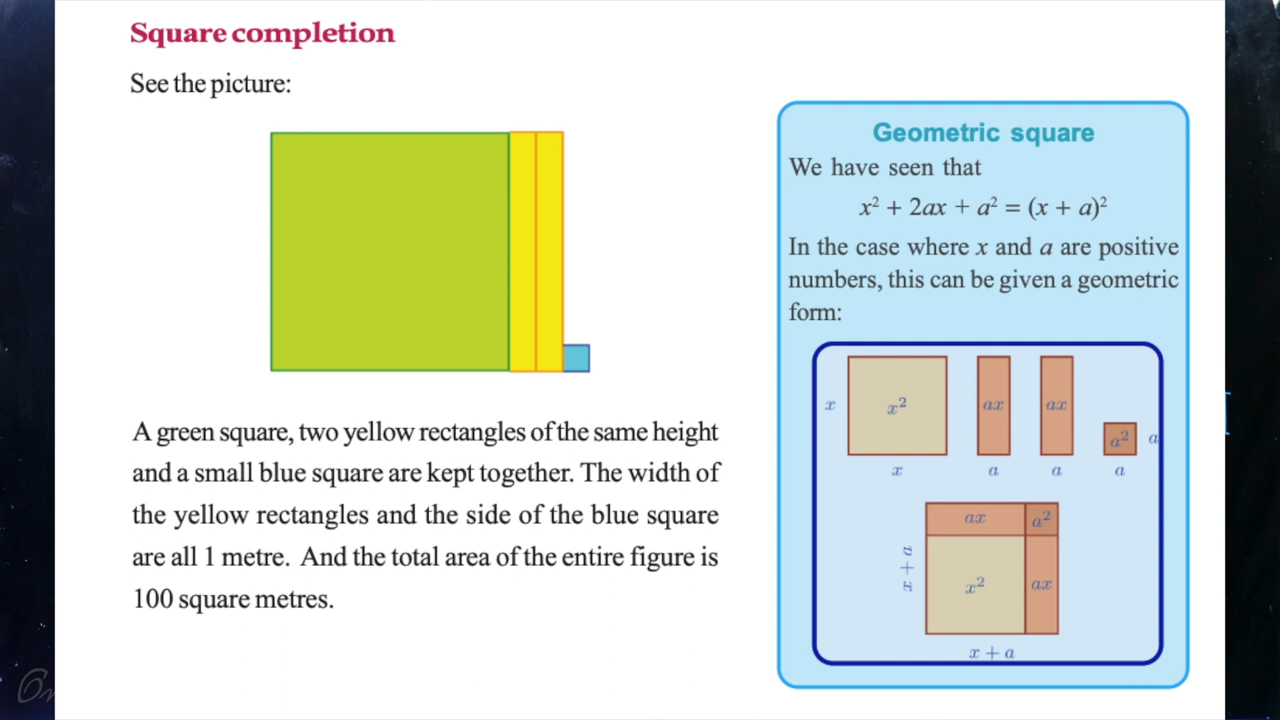 Square completion
See the picture:
A green square, two yellow rectangles of the same height
and a small blue square are kept together. The width of
the yellow rectangles and the side of the blue square
are all 1 metre. And the total area of the entire figure is
100 square metres.
Geometric square
We have seen that
x² + 2ax + a² = (x + a)²
In the case where x and a are positive
numbers, this can be given a geometric
form:
x x² ax ax a² a
x a a a
ax a²
x + a
x² ax
x + a